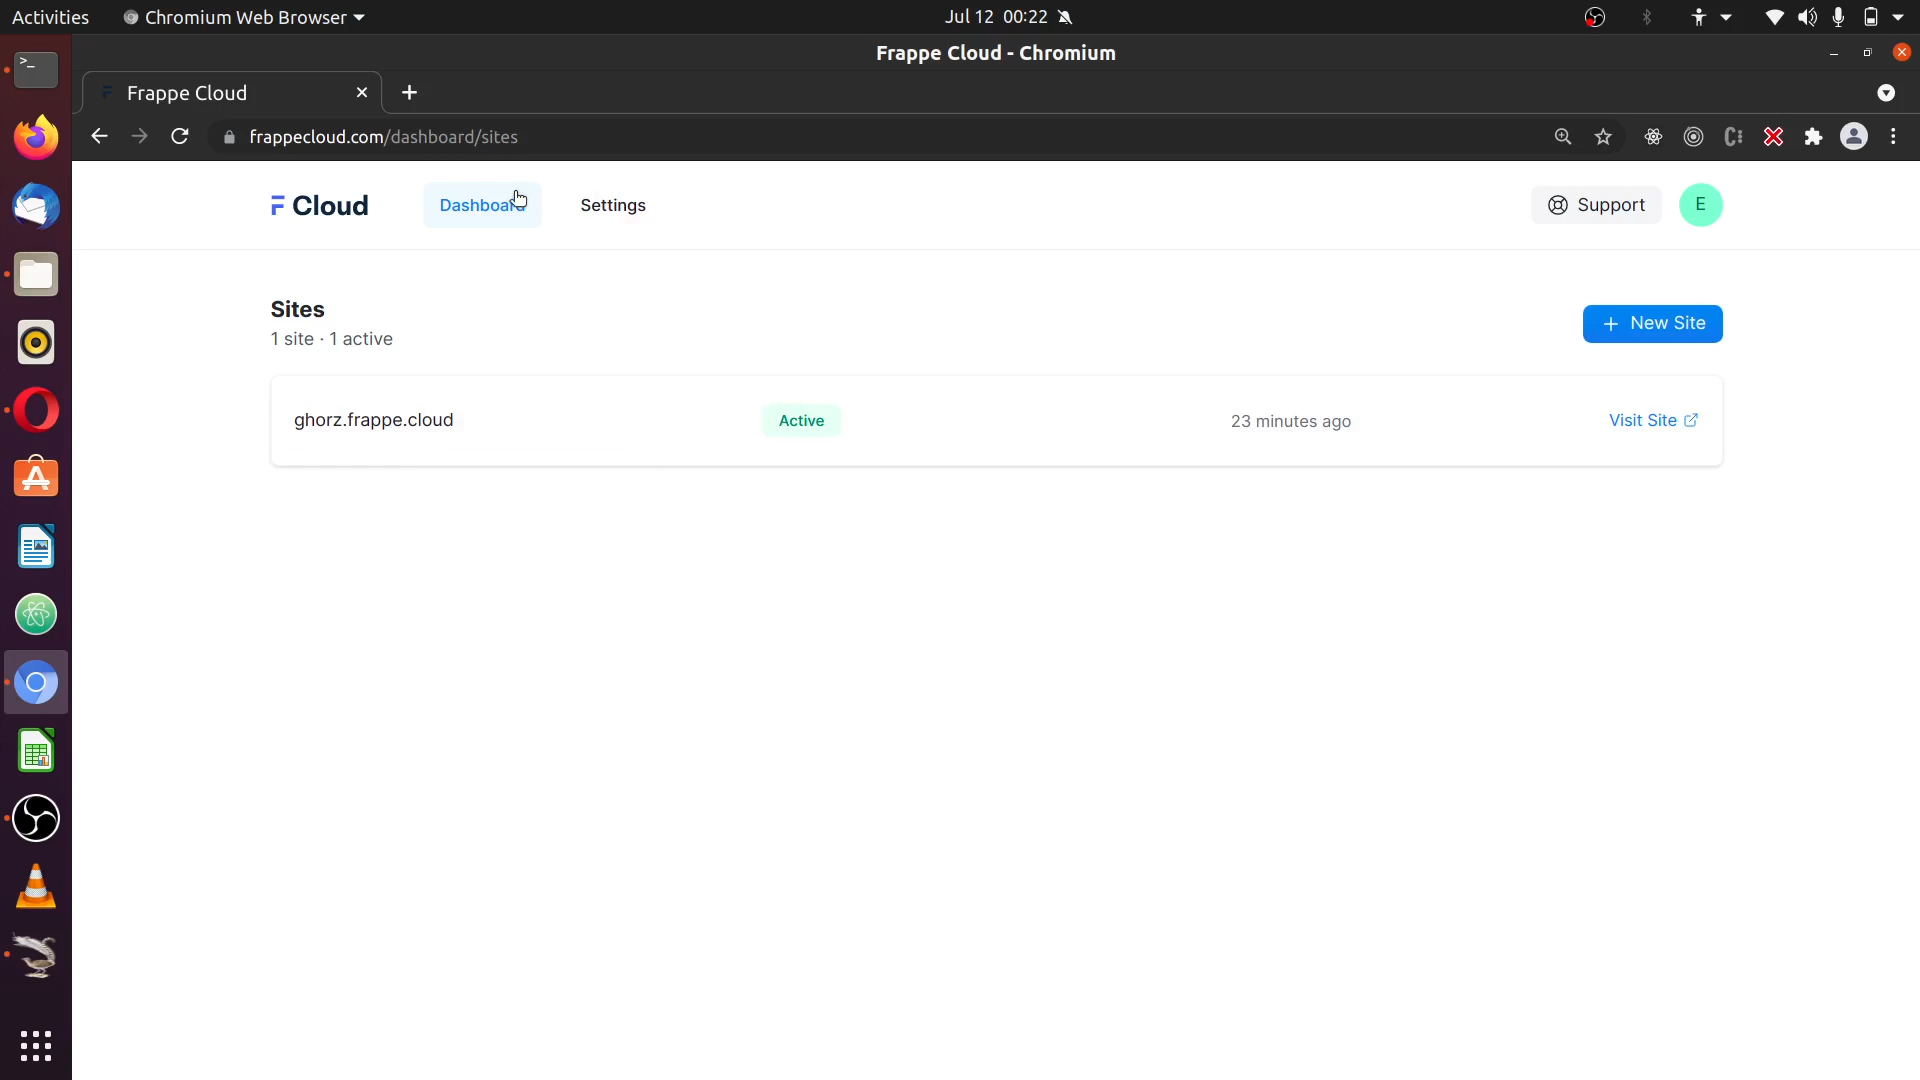 Activities
Chromium Web Browser
Jul 12 00:22
Frappe Cloud - Chromium
Frappe Cloud
frappecloud.com/dashboard/sites
Cloud
Dashboard
Settings
Support
E
Sites
1 site · 1 active
New Site
ghorz.frappe.cloud
Active
23 minutes ago
Visit Site